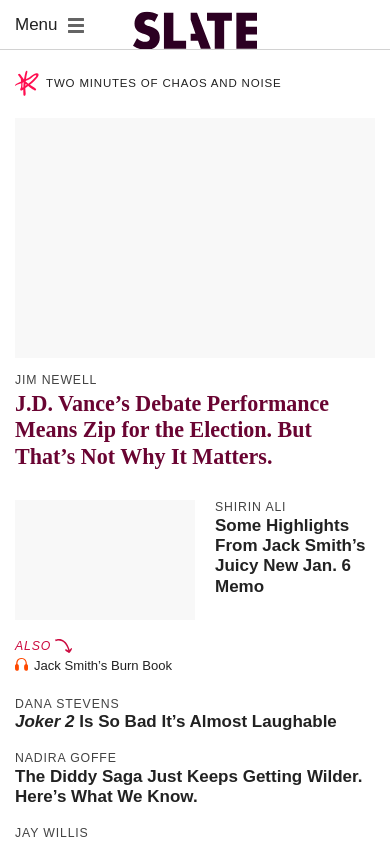 Menu
SLATE
TWO MINUTES OF CHAOS AND NOISE
JIM NEWELL
J.D. Vance’s Debate Performance
Means Zip for the Election. But
That’s Not Why It Matters.
SHIRIN ALI
Some Highlights
From Jack Smith’s
Juicy New Jan. 6
Memo
ALSO
Jack Smith’s Burn Book
DANA STEVENS
Joker 2 Is So Bad It’s Almost Laughable
NADIRA GOFFE
The Diddy Saga Just Keeps Getting Wilder.
Here’s What We Know.
JAY WILLIS